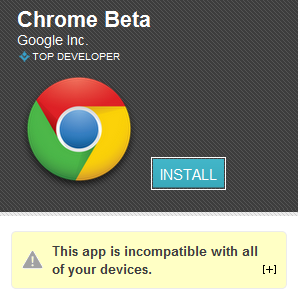 Chrome Beta
Google Inc.
TOP DEVELOPER
INSTALL
This app is incompatible with all
of your devices. [+]